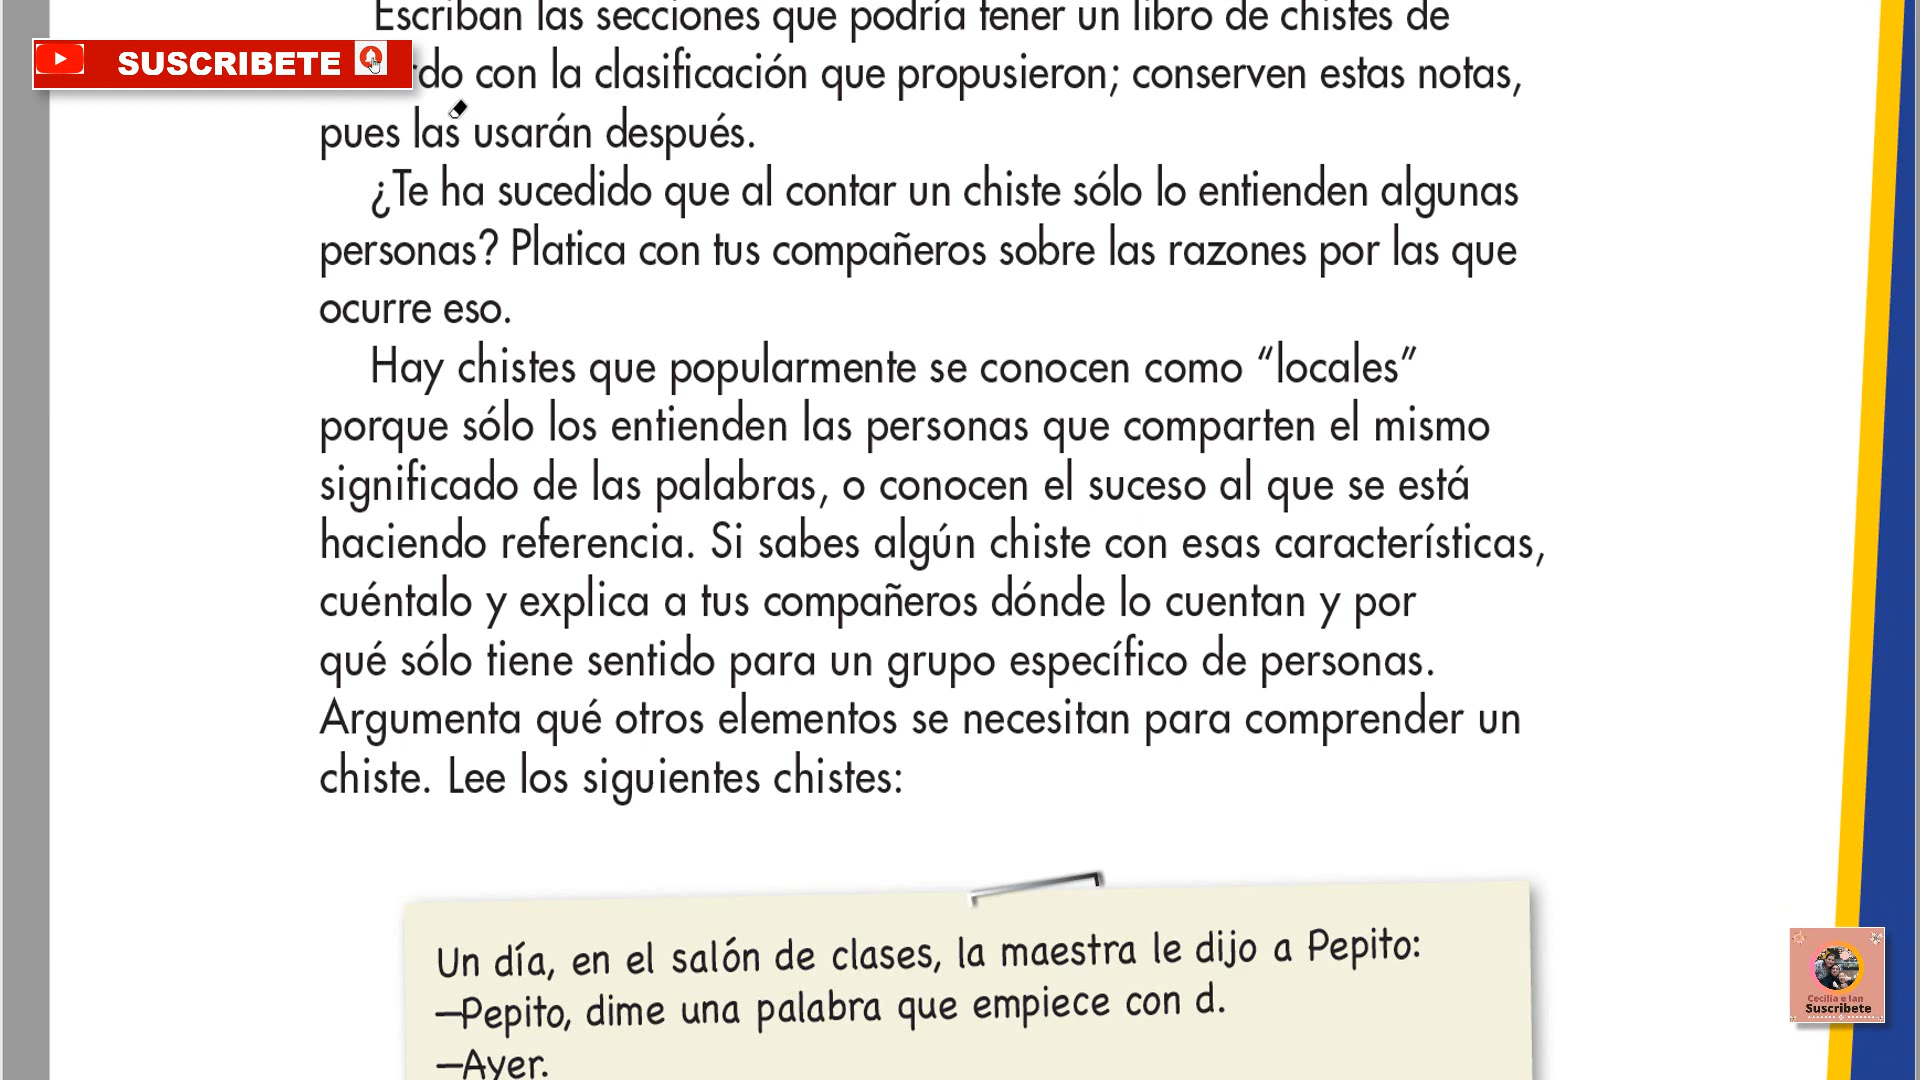 Escriban las secciones que podría tener un libro de chistes de
SUSCRIBETE
rdo con la clasificación que propusieron; conserven estas notas,
pues las usarán después.
¿Te ha sucedido que al contar un chiste sólo lo entienden algunas
personas? Platica con tus compañeros sobre las razones por las que
ocurre eso.
Hay chistes que popularmente se conocen como “locales”
porque sólo los entienden las personas que comparten el mismo
significado de las palabras, o conocen el suceso al que se está
haciendo referencia. Si sabes algún chiste con esas características,
cuéntalo y explica a tus compañeros dónde lo cuentan y por
qué sólo tiene sentido para un grupo específico de personas.
Argumenta qué otros elementos se necesitan para comprender un
chiste. Lee los siguientes chistes:
Un día, en el salón de clases, la maestra le dijo a Pepito:
—Pepito, dime una palabra que empiece con d.
—Ayer.
Cecilia e Ian
Suscribete